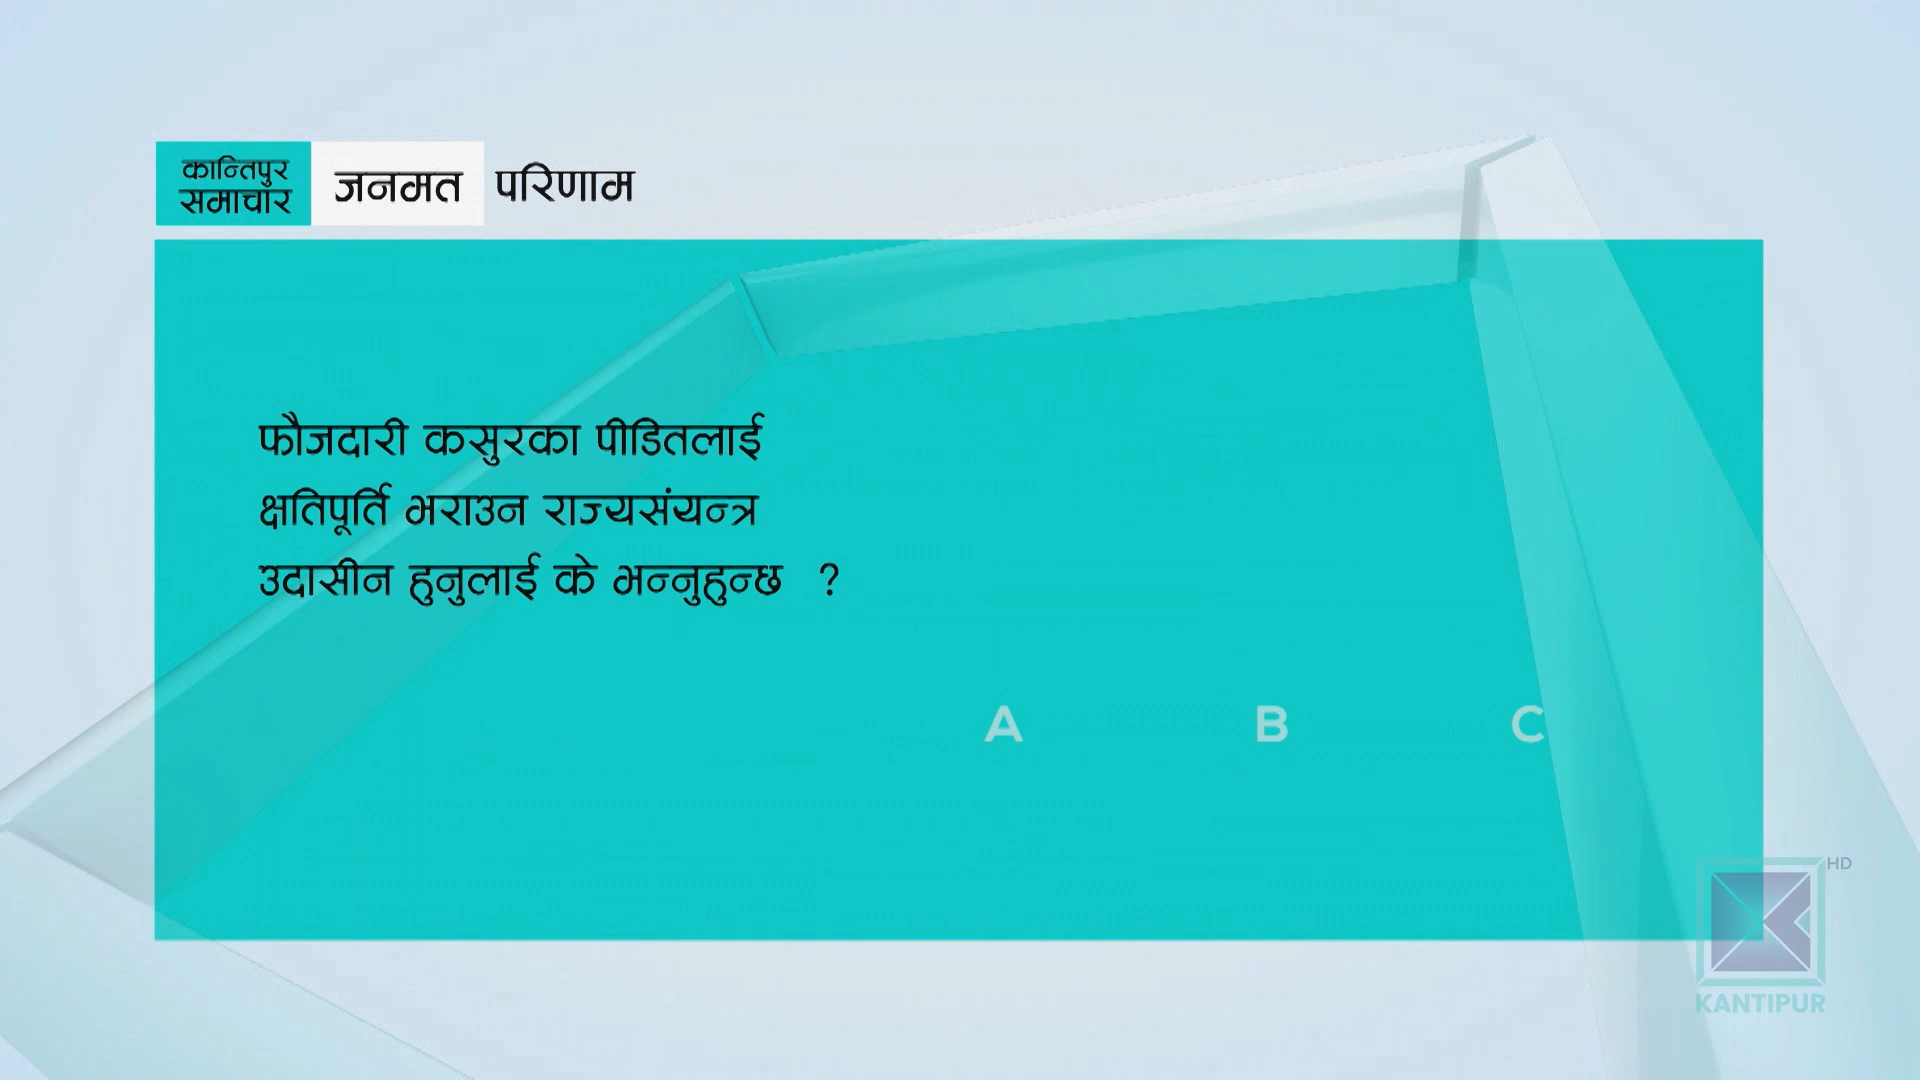 कान्तिपुर
समाचार
जनमत परिणाम
फौजदारी कसुरका पीडितलाई
क्षतिपूर्ति भराउन राज्यसंयन्त्र
उदासीन हुनुलाई के भन्नुहुन्छ ?
A B C
HD
KANTIPUR